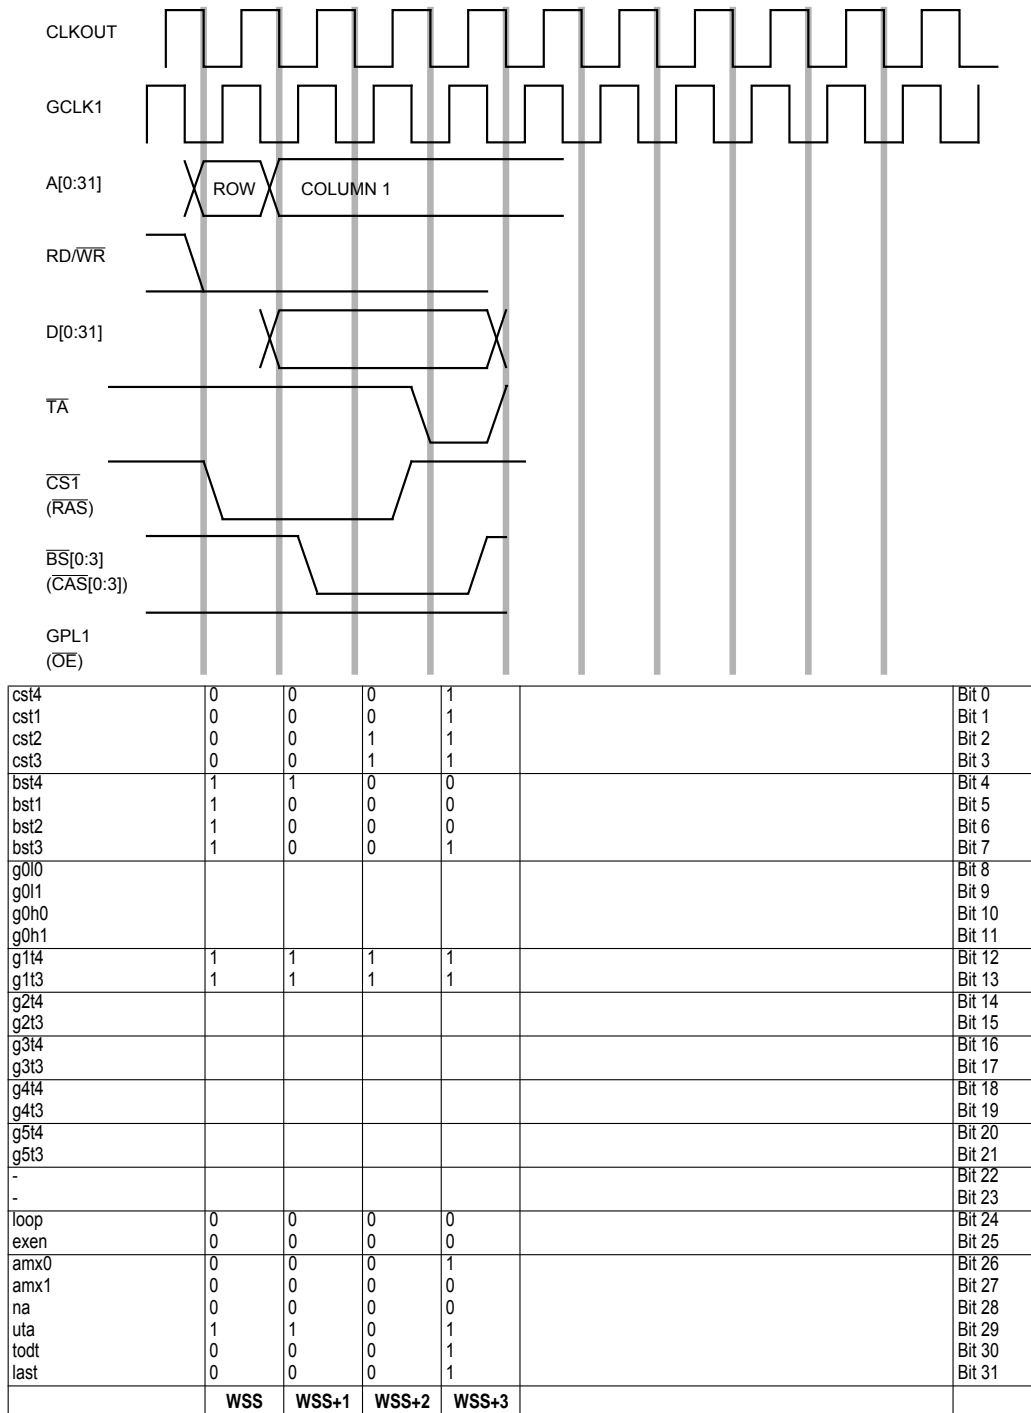 CLKOUT
GCLK1
A[0:31] ROW COLUMN 1
RD/WR
D[0:31]
TA
CS1
(RAS)
BS[0:3]
(CAS[0:3])
GPL1
(OE)
cst4 0 0 0 1 Bit 0
cst1 0 0 0 1 Bit 1
cst2 0 0 1 1 Bit 2
cst3 0 0 1 1 Bit 3
bst4 1 1 0 0 Bit 4
bst1 1 0 0 0 Bit 5
bst2 1 0 0 0 Bit 6
bst3 1 0 0 1 Bit 7
g0l0 Bit 8
g0l1 Bit 9
g0h0 Bit 10
g0h1 Bit 11
g1t4 1 1 1 1 Bit 12
g1t3 1 1 1 1 Bit 13
g2t4 Bit 14
g2t3 Bit 15
g3t4 Bit 16
g3t3 Bit 17
g4t4 Bit 18
g4t3 Bit 19
g5t4 Bit 20
g5t3 Bit 21
- Bit 22
- Bit 23
loop 0 0 0 0 Bit 24
exen 0 0 0 0 Bit 25
amx0 0 0 0 1 Bit 26
amx1 0 0 0 0 Bit 27
na 0 0 0 0 Bit 28
uta 1 1 0 1 Bit 29
todt 0 0 0 1 Bit 30
last 0 0 0 1 Bit 31
WSS WSS+1 WSS+2 WSS+3